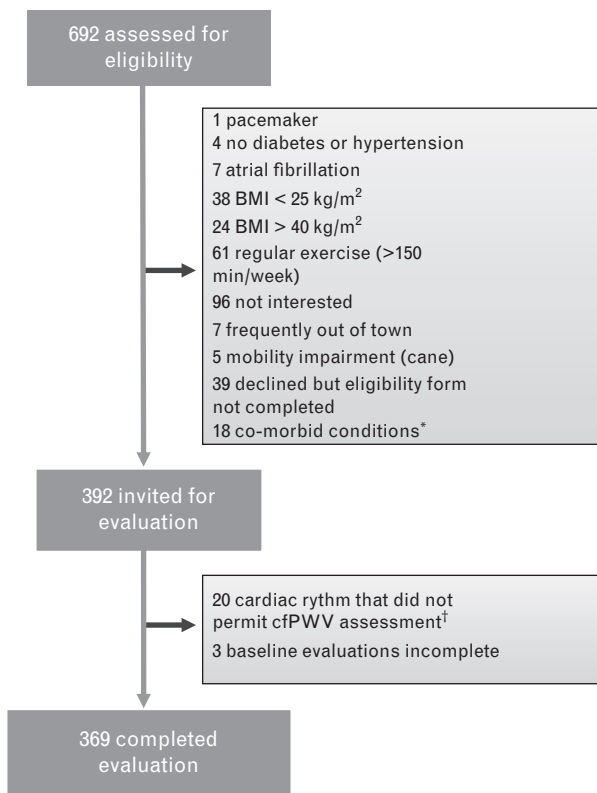 692 assessed for
eligibility
1 pacemaker
4 no diabetes or hypertension
7 atrial fibrillation
38 BMI < 25 kg/m²
24 BMI > 40 kg/m²
61 regular exercise (>150
min/week)
96 not interested
7 frequently out of town
5 mobility impairment (cane)
39 declined but eligibility form
not completed
18 co-morbid conditions*
392 invited for
evaluation
20 cardiac rythm that did not
permit cfPWV assessment†
3 baseline evaluations incomplete
369 completed
evaluation